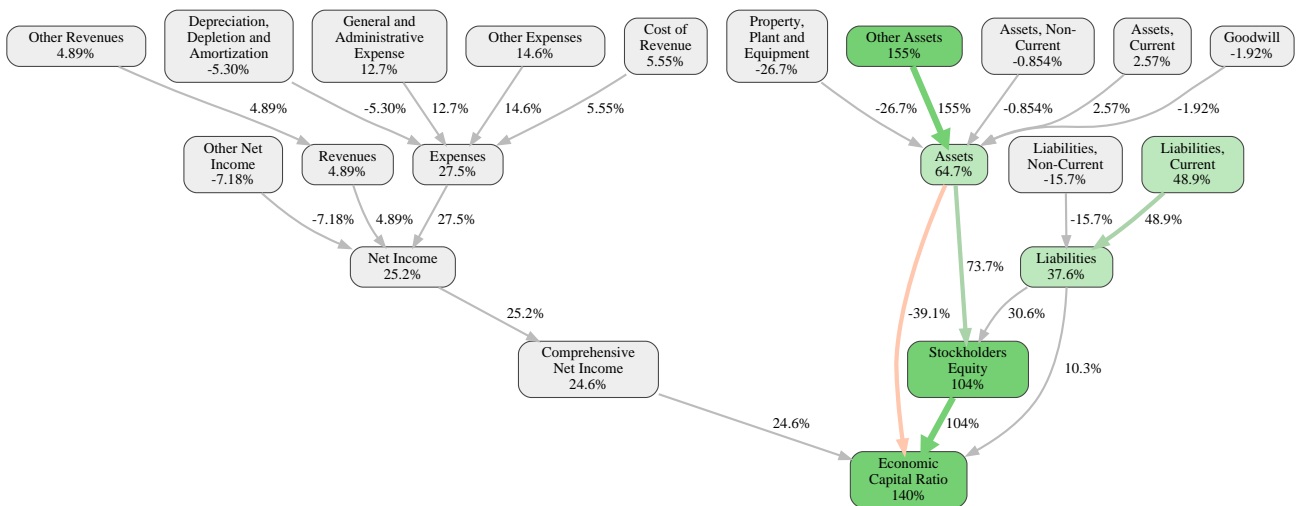 Other Revenues
4.89%
Depreciation,
Depletion and
Amortization
-5.30%
General and
Administrative
Expense
12.7%
Other Expenses
14.6%
Cost of
Revenue
5.55%
Property,
Plant and
Equipment
-26.7%
Other Assets
155%
Assets, Non-
Current
-0.854%
Assets,
Current
2.57%
Goodwill
-1.92%
4.89%
-5.30%
12.7%
14.6%
5.55%
-26.7%
155%
-0.854%
2.57%
-1.92%
Other Net
Income
-7.18%
Revenues
4.89%
Expenses
27.5%
Assets
64.7%
Liabilities,
Non-Current
-15.7%
Liabilities,
Current
48.9%
-7.18%
4.89%
27.5%
-15.7%
48.9%
Net Income
25.2%
73.7%
Liabilities
37.6%
25.2%
-39.1%
30.6%
Comprehensive
Net Income
24.6%
Stockholders
Equity
104%
10.3%
24.6%
104%
Economic
Capital Ratio
140%